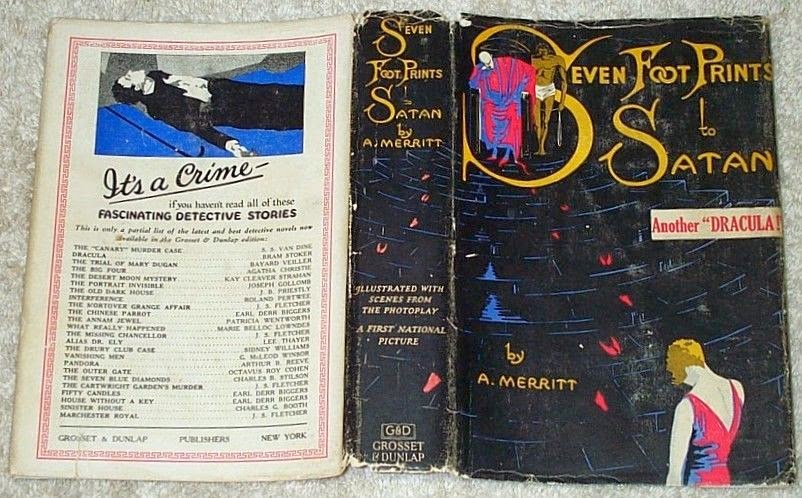 It's a Crime
if you haven't read all of these
FASCINATING DETECTIVE STORIES
This is only a partial list of the latest and best detective novels now
available in the Grosset & Dunlap edition:
THE "CANARY" MURDER CASE S. S. VAN DINE
DRACULA BRAM STOKER
THE TRIAL OF MARY DUGAN BAYARD VEILLER
THE BIG FOUR AGATHA CHRISTIE
THE DESERT MOON MYSTERY KAY CLEAVER STRAHAN
THE PORTRAIT INVISIBLE JOSEPH GOLLOMB
THE OLD DARK HOUSE J. B. PRIESTLY
INTERFERENCE ROLAND PERTWEE
THE SCRTOVER GRANGE AFFAIR J. S. FLETCHER
THE CHINESE PARROT EARL DERR BIGGERS
THE ANNAM JEWEL PATRICIA WENTWORTH
WHAT REALLY HAPPENED MARIE BELLOC LOWNDES
THE MISSING CHANCELLOR J. S. FLETCHER
ALIAS DR. ELY LEE THAYER
THE DRURY CLUB CASE SIDNEY WILLIAMS
VANISHING MEN G. McLEOD WINSOR
PANDORA ARTHUR B. REEVE
THE OUTER GATE OCTAVUS ROY COHEN
THE SEVEN BLUE DIAMONDS CHARLES B. STILSON
THE CARTWRIGHT GARDEN'S MURDER J. S. FLETCHER
FIFTY CANDLES EARL DERR BIGGERS
HOUSE WITHOUT A KEY EARL DERR BIGGERS
SINISTER HOUSE CHARLES G. BOOTH
MARCHESTER ROYAL J. S. FLETCHER
GROSSET & DUNLAP PUBLISHERS NEW YORK
SEVEN
FOOT PRINTS
to
SATAN
by
A. MERRITT
ILLUSTRATED WITH
SCENES FROM
THE PHOTOPLAY
A FIRST NATIONAL
PICTURE
G&D
GROSSET
& DUNLAP
SEVEN FOOT PRINTS
to
SATAN
Another "DRACULA!
by
A. MERRITT